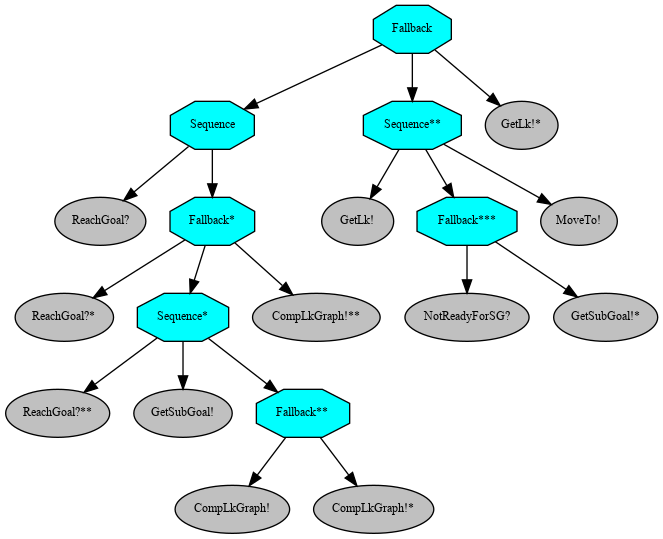 Fallback
Sequence
Sequence**
GetLk!*
ReachGoal?
Fallback*
GetLk!
Fallback***
MoveTo!
ReachGoal?*
Sequence*
CompLkGraph!**
NotReadyForSG?
GetSubGoal!*
ReachGoal?**
GetSubGoal!
Fallback**
CompLkGraph!
CompLkGraph!*